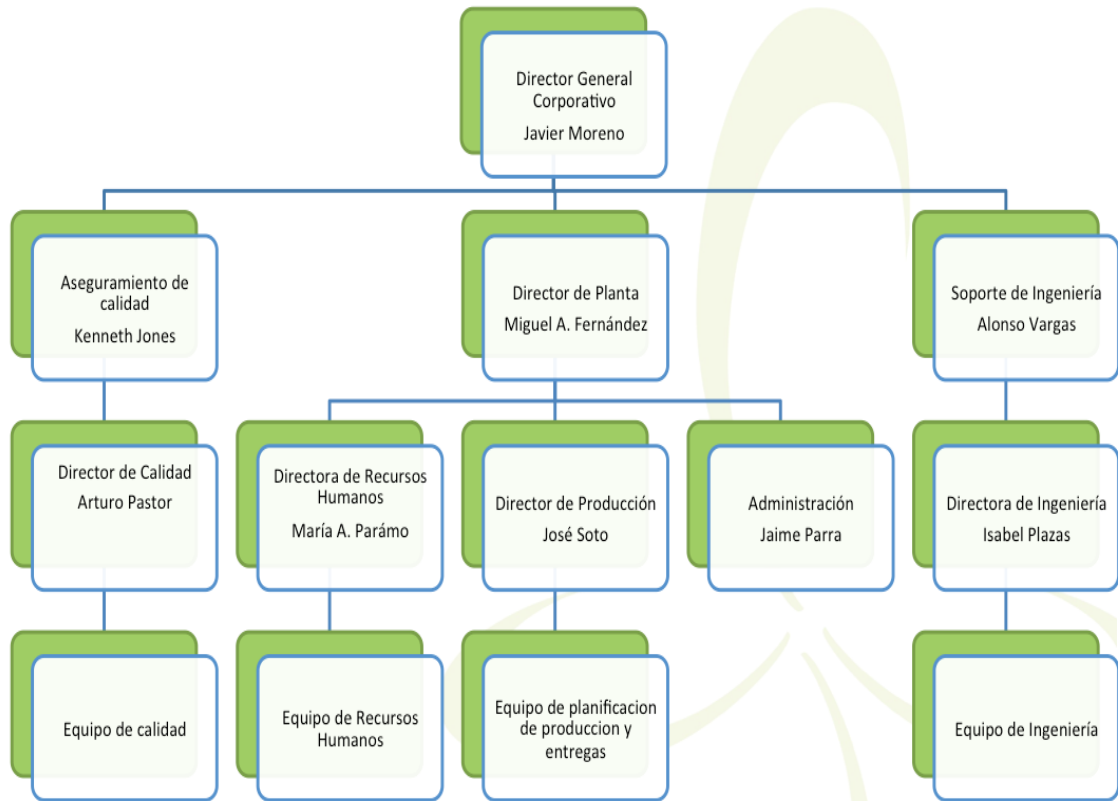 Director General
Corporativo
Javier Moreno
Aseguramiento de
calidad
Kenneth Jones
Director de Planta
Miguel A. Fernández
Soporte de Ingeniería
Alonso Vargas
Director de Calidad
Arturo Pastor
Directora de Recursos
Humanos
María A. Parámo
Director de Producción
José Soto
Administración
Jaime Parra
Directora de Ingeniería
Isabel Plazas
Equipo de calidad
Equipo de Recursos
Humanos
Equipo de planificacion
de produccion y
entregas
Equipo de Ingeniería